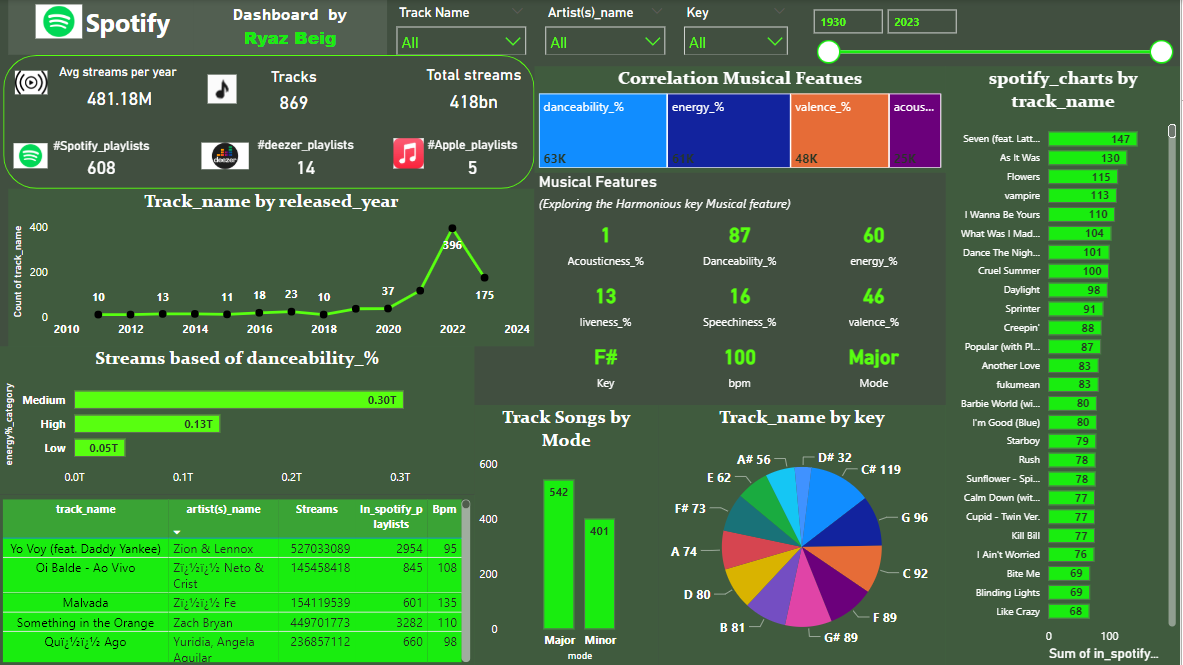 Spotify
Dashboard by
Ryaz Beig
Track Name
All
Artist(s)_name
All
Key
All
1930
2023
Avg streams per year
481.18M
Tracks
869
Total streams
418bn
#Spotify_playlists
608
deezer
#deezer_playlists
14
#Apple_playlists
5
Correlation Musical Featues
danceability_%
63K
energy_%
valence_%
48K
acous...
Musical Features
(Exploring the Harmonious key Musical feature)
1
Acousticness_%
87
Danceability_%
60
energy_%
13
liveness_%
16
Speechiness_%
46
valence_%
F#
Key
100
bpm
Major
Mode
spotify_charts by
track_name
Seven (feat. Latt... 147
As It Was 130
Flowers 115
vampire 113
I Wanna Be Yours 110
What Was I Mad... 104
Dance The Nigh... 101
Cruel Summer 100
Daylight 98
Sprinter 91
Creepin' 88
Popular (with Pl... 87
Another Love 83
fukumean 83
Barbie World (wi... 80
I'm Good (Blue) 80
Starboy 79
Rush 78
Sunflower - Spi... 78
Calm Down (wit... 77
Cupid - Twin Ver. 77
Kill Bill 77
I Ain't Worried 76
Bite Me 69
Blinding Lights 69
Like Crazy 68
0 100
Sum of in_spotify...
Track_name by released_year
Count of track_name
400
200
0
10 13 11 18 23 10 37 396 175
2010 2012 2014 2016 2018 2020 2022 2024
Streams based of danceability_%
energy%_category
Medium 0.30T
High 0.13T
Low 0.05T
0.0T 0.1T 0.2T 0.3T
track_name artist(s)_name Streams In_spotify_p Bpm
laylists
Yo Voy (feat. Daddy Yankee) Zion & Lennox 527033089 2954 95
Oi Balde - Ao Vivo Zï¿½ï¿½ Neto & 145458418 845 108
Crist
Malvada Zï¿½ï¿½ Fe 154119539 601 135
Something in the Orange Zach Bryan 449701773 3282 110
Quï¿½ï¿½ Ago Yuridia, Angela 236857112 660 98
Aguilar
Track Songs by
Mode
600
400
200
0
542
401
Major Minor
mode
Track_name by key
D# 32
C# 119
G 96
C 92
F 89
G# 89
B 81
D 80
A 74
F# 73
E 62
A# 56